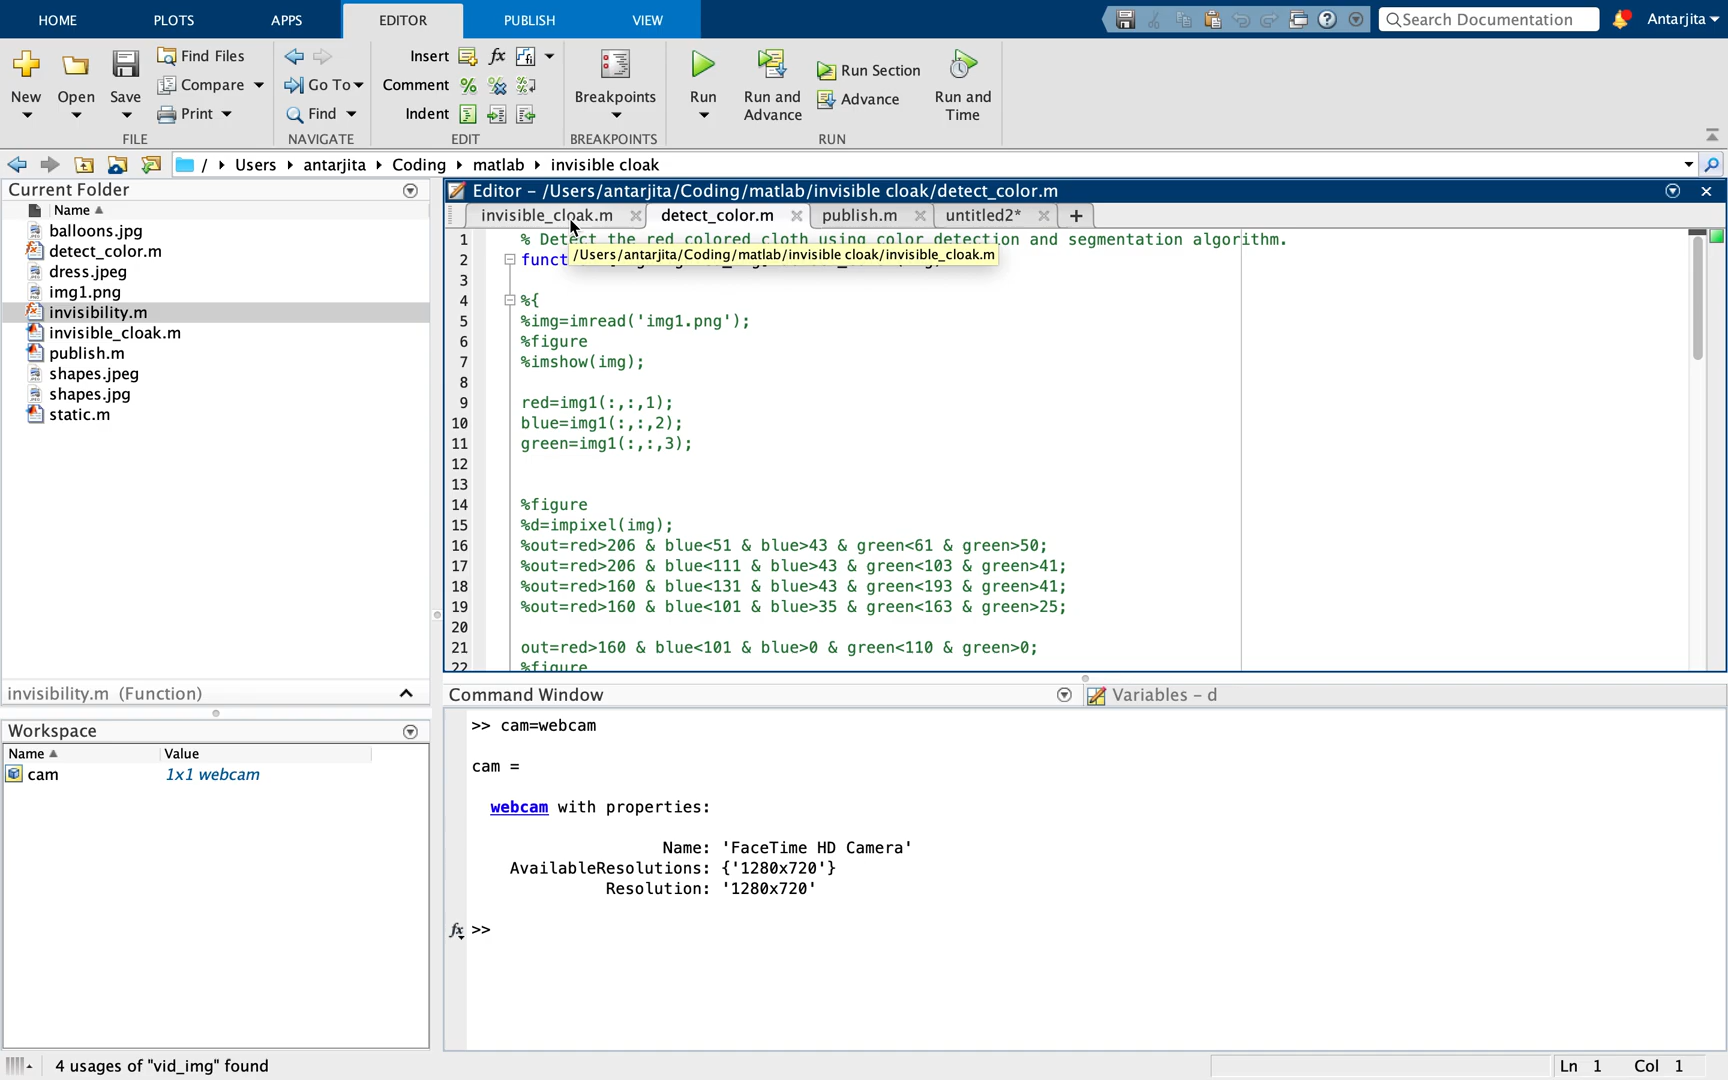 HOME PLOTS APPS EDITOR PUBLISH VIEW Search Documentation Antarjita
New Open Save Find Files Compare Print FILE
Go To Find NAVIGATE
Insert fx Comment Indent EDIT
Breakpoints BREAKPOINTS
Run Run and Advance Run Section Advance Run and Time RUN
/ Users antarjita Coding matlab invisible cloak
Current Folder
Name
balloons.jpg
detect_color.m
dress.jpeg
img1.png
invisibility.m
invisible_cloak.m
publish.m
shapes.jpeg
shapes.jpg
static.m
invisibility.m (Function)
Workspace
Name Value
cam 1x1 webcam
Editor - /Users/antarjita/Coding/matlab/invisible cloak/detect_color.m
invisible_cloak.m detect_color.m publish.m untitled2* +
1 % Detect the red colored cloth using color detection and segmentation algorithm.
2 funct
/Users/antarjita/Coding/matlab/invisible cloak/invisible_cloak.m
3
4 %{
5 %img=imread('img1.png');
6 %figure
7 %imshow(img);
8
9 red=img1(:,:,1);
10 blue=img1(:,:,2);
11 green=img1(:,:,3);
12
13
14 %figure
15 %d=impixel(img);
16 %out=red>206 & blue<51 & blue>43 & green<61 & green>50;
17 %out=red>206 & blue<111 & blue>43 & green<103 & green>41;
18 %out=red>160 & blue<131 & blue>43 & green<193 & green>41;
19 %out=red>160 & blue<101 & blue>35 & green<163 & green>25;
20
21 out=red>160 & blue<101 & blue>0 & green<110 & green>0;
22 %figure
Command Window
>> cam=webcam
cam =
webcam with properties:
Name: 'FaceTime HD Camera'
AvailableResolutions: {'1280x720'}
Resolution: '1280x720'
fx >>
Variables - d
4 usages of "vid_img" found
Ln 1 Col 1